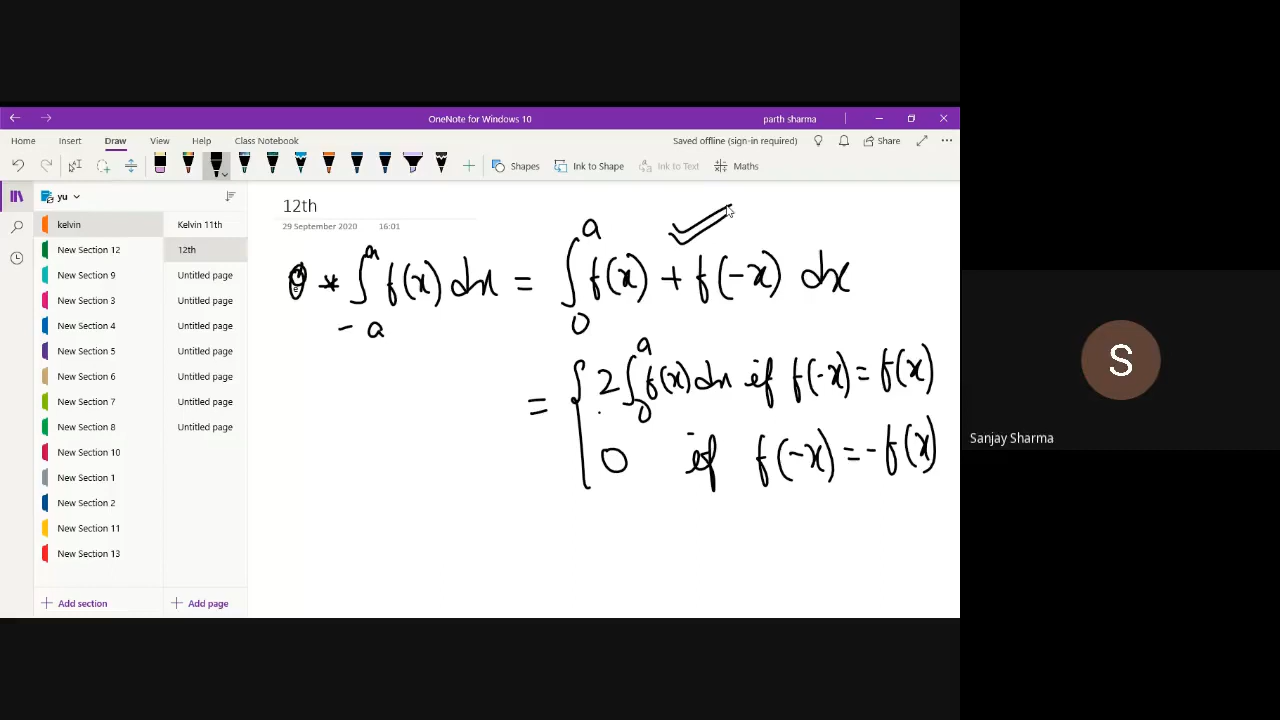 OneNote for Windows 10
parth sharma
Home Insert Draw View Help Class Notebook
Saved offline (sign-in required) Share
Shapes Ink to Shape Ink to Text Maths
yu
kelvin
New Section 12
New Section 9
New Section 3
New Section 4
New Section 5
New Section 6
New Section 7
New Section 8
New Section 10
New Section 1
New Section 2
New Section 11
New Section 13
Add section
Kelvin 11th
12th
Untitled page
Untitled page
Untitled page
Untitled page
Untitled page
Untitled page
Untitled page
Add page
12th
29 September 2020 16:01
* ∫_{-a}^{a} f(x) dx = ∫_{0}^{a} f(x) + f(-x) dx
= { 2 ∫_{0}^{a} f(x) dx if f(-x) = f(x)
0 if f(-x) = -f(x)
S
Sanjay Sharma